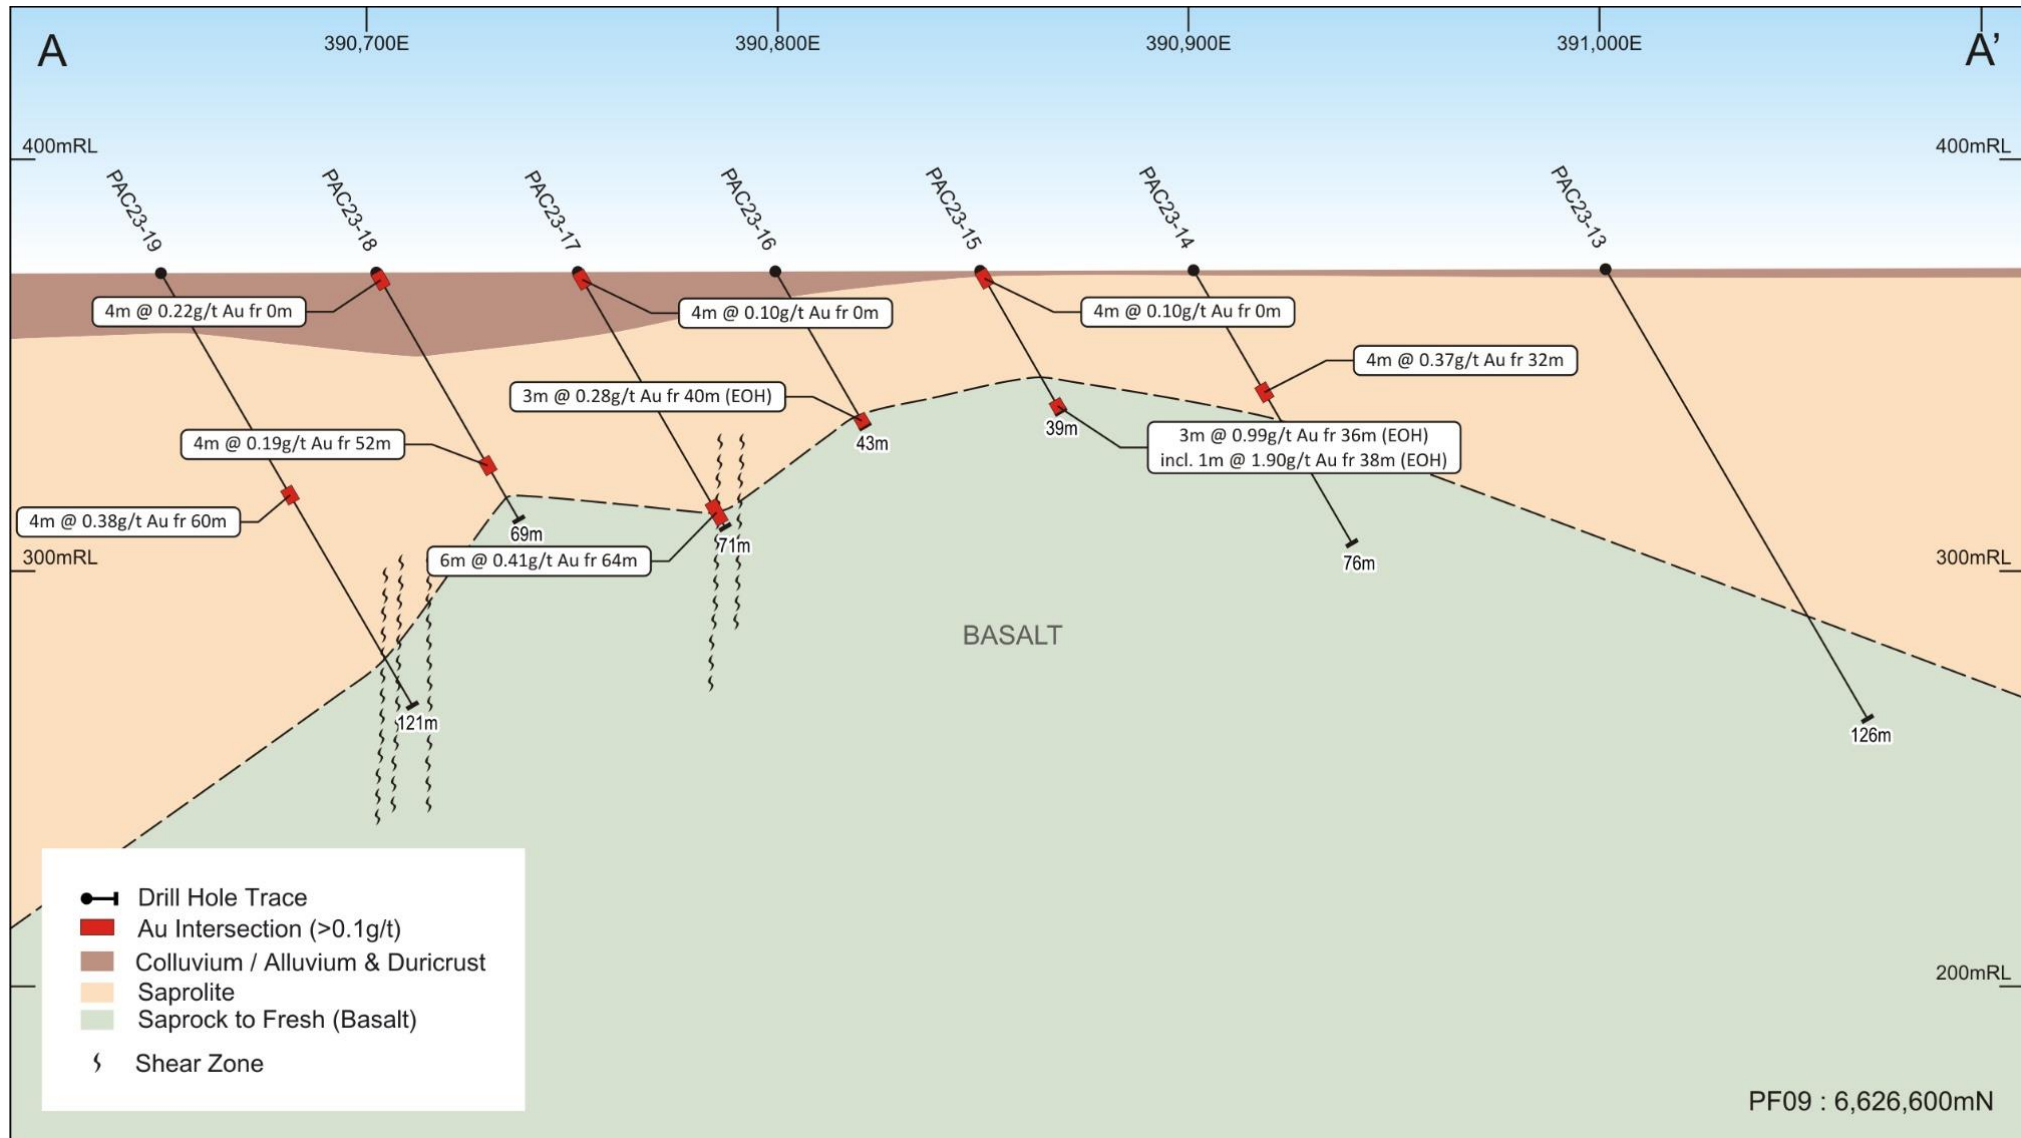 A
390,700E
390,800E
390,900E
391,000E
A'
400mRL
400mRL
PAC23-19
PAC23-18
PAC23-17
PAC23-16
PAC23-15
PAC23-14
PAC23-13
4m @ 0.22g/t Au fr 0m
4m @ 0.10g/t Au fr 0m
4m @ 0.10g/t Au fr 0m
4m @ 0.37g/t Au fr 32m
3m @ 0.28g/t Au fr 40m (EOH)
4m @ 0.19g/t Au fr 52m
43m
39m
3m @ 0.99g/t Au fr 36m (EOH)
incl. 1m @ 1.90g/t Au fr 38m (EOH)
4m @ 0.38g/t Au fr 60m
69m
71m
6m @ 0.41g/t Au fr 64m
76m
300mRL
300mRL
BASALT
121m
126m
200mRL
Drill Hole Trace
Au Intersection (>0.1g/t)
Colluvium / Alluvium & Duricrust
Saprolite
Saprock to Fresh (Basalt)
Shear Zone
PF09 : 6,626,600mN